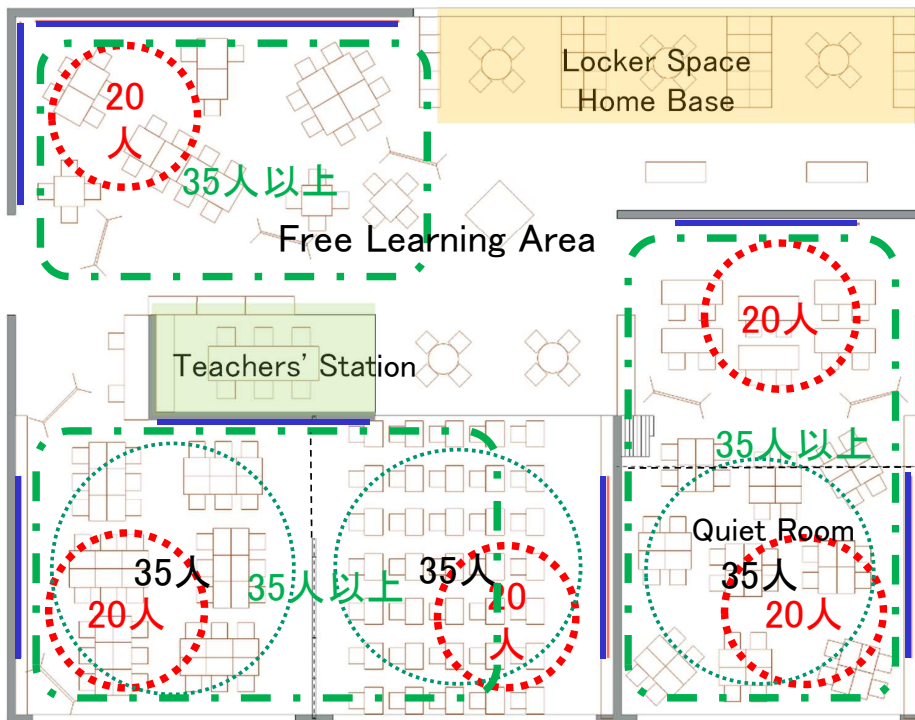 Locker Space
Home Base
20
人
35人以上
Free Learning Area
20人
Teachers' Station
35人以上
Quiet Room
35人
20人
35人
20人
35人以上
35人
20
人